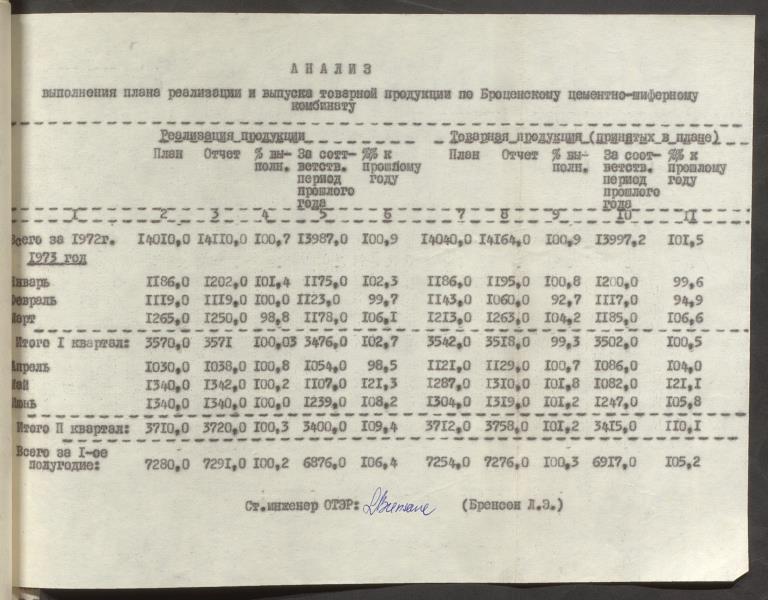 АНАЛИЗ
выполнения плана реализации и выпуска товарной продукции по Броценскому цементно-шиферному
комбинату
Реализация продукции Товарная продукция (принятых в плане)
План Отчет % вы- За сотт- %% к План Отчет % вы- За соот- %% к
полн. ветств. прошлому полн. ветств. прошлому
период году период году
прошлого прошлого
года года
1 2 3 4 5 6 7 8 9 10 11
Всего за 1972г. 14010,0 14110,0 100,7 13987,0 100,9 14040,0 14164,0 100,9 13997,2 101,5
1973 год
Январь 1186,0 1202,0 101,4 1175,0 102,3 1186,0 1195,0 100,8 1200,0 99,6
Февраль 1119,0 1119,0 100,0 1123,0 99,7 1143,0 1060,0 92,7 1117,0 94,9
Март 1265,0 1250,0 98,8 1178,0 106,1 1213,0 1263,0 104,2 1185,0 106,6
Итого I квартал: 3570,0 3571 100,03 3476,0 102,7 3542,0 3518,0 99,3 3502,0 100,5
Апрель 1030,0 1038,0 100,8 1054,0 98,5 1121,0 1129,0 100,7 1086,0 104,0
Май 1340,0 1342,0 100,2 1107,0 121,3 1287,0 1310,0 101,8 1082,0 121,1
Июнь 1340,0 1340,0 100,0 1239,0 108,2 1304,0 1319,0 101,2 1247,0 105,8
Итого II квартал: 3710,0 3720,0 100,3 3400,0 109,4 3712,0 3758,0 101,2 3415,0 110,1
Всего за I-ое
полугодие: 7280,0 7291,0 100,2 6876,0 106,4 7254,0 7276,0 100,3 6917,0 105,2
Ст.инженер ОТЭР: (Бренсон Л.Э.)